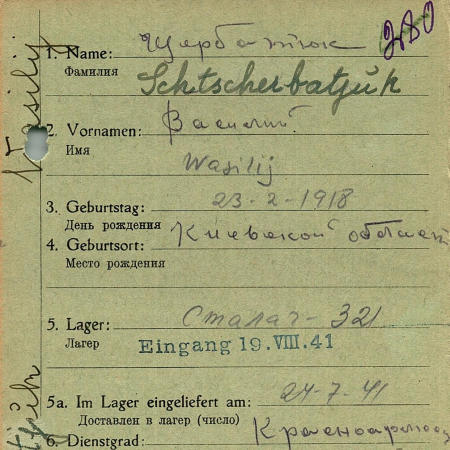 280
1. Name: Щербатюк
Фамилия Schtscherbatjuk
2. Vornamen: Василий
Имя
Wasilij
3. Geburtstag: 23-2-1918
День рождения
4. Geburtsort: Киевской област
Место рождения
5. Lager: Сталаг-321
Лагер
Eingang 19. VIII. 41
5a. Im Lager eingeliefert am: 24-7-41
Доставлен в лагер (число)
6. Dienstgrad: Красноармеец
Wasilij